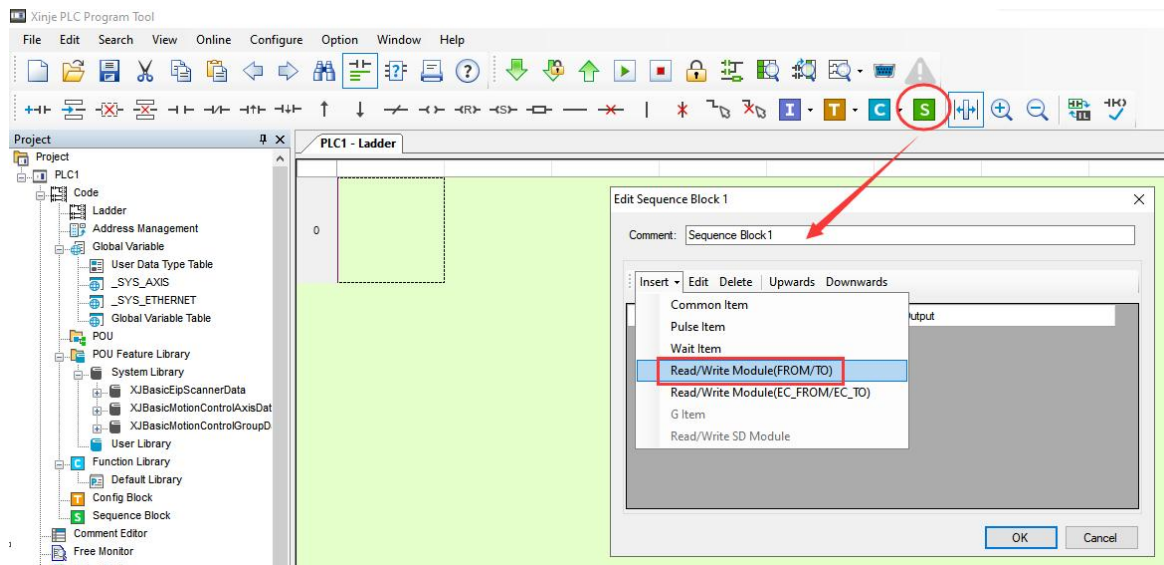 Xinje PLC Program Tool
File Edit Search View Online Configure Option Window Help
I T C S
Project
PLC1 - Ladder
Project
PLC1
Code
Ladder
Address Management
Global Variable
User Data Type Table
_SYS_AXIS
_SYS_ETHERNET
Global Variable Table
POU
POU Feature Library
System Library
XJBasicEipScannerData
XJBasicMotionControlAxisDat
XJBasicMotionControlGroupD
User Library
Function Library
Default Library
Config Block
Sequence Block
Comment Editor
Free Monitor
0
Edit Sequence Block 1
Comment: Sequence Block1
Insert Edit Delete Upwards Downwards
Common Item
Pulse Item
Wait Item
Read/Write Module(FROM/TO)
Read/Write Module(EC_FROM/EC_TO)
G Item
Read/Write SD Module
OK Cancel